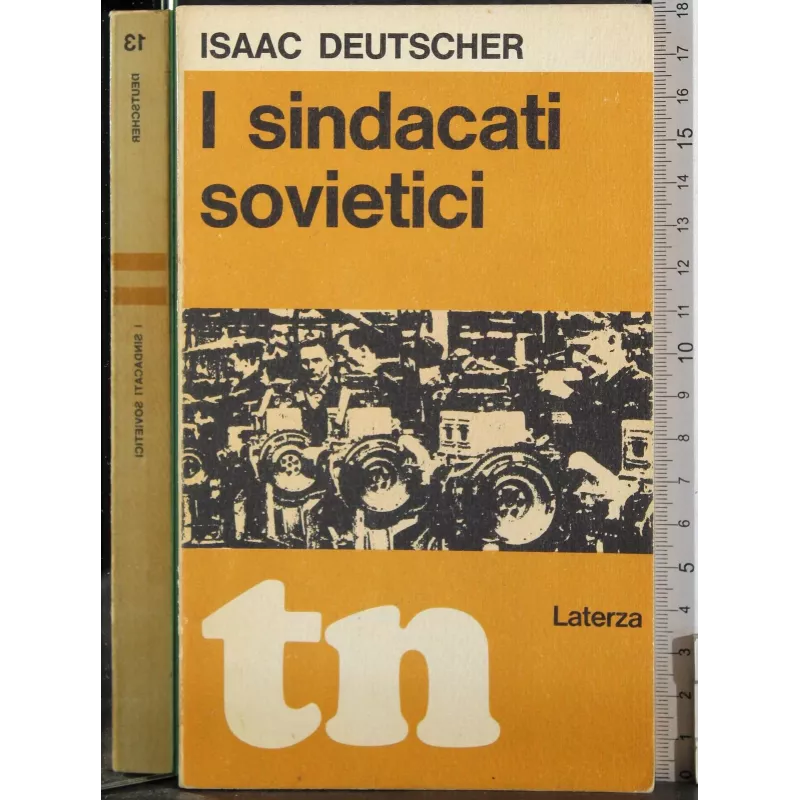 ISAAC DEUTSCHER
I sindacati
sovietici
tn
Laterza
13
DEUTSCHER
I SINDACATI SOVIETICI
18
17
16
15
14
13
12
11
10
9
8
7
6
5
4
3
2
1
0